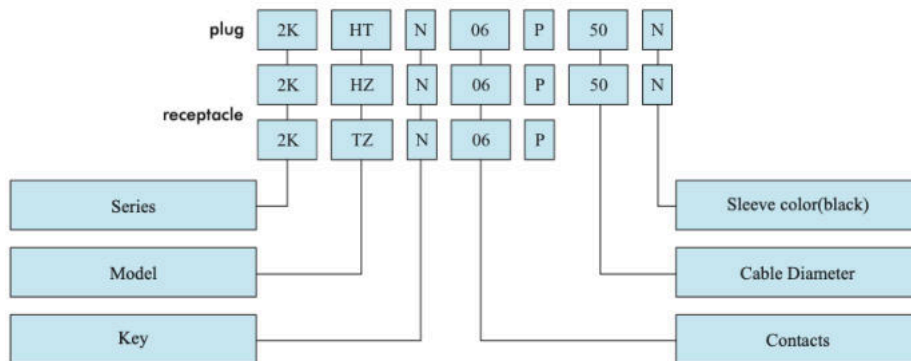 plug 2K HT N 06 P 50 N
2K HZ N 06 P 50 N
receptacle
2K TZ N 06 P
Series Sleeve color(black)
Model Cable Diameter
Key Contacts